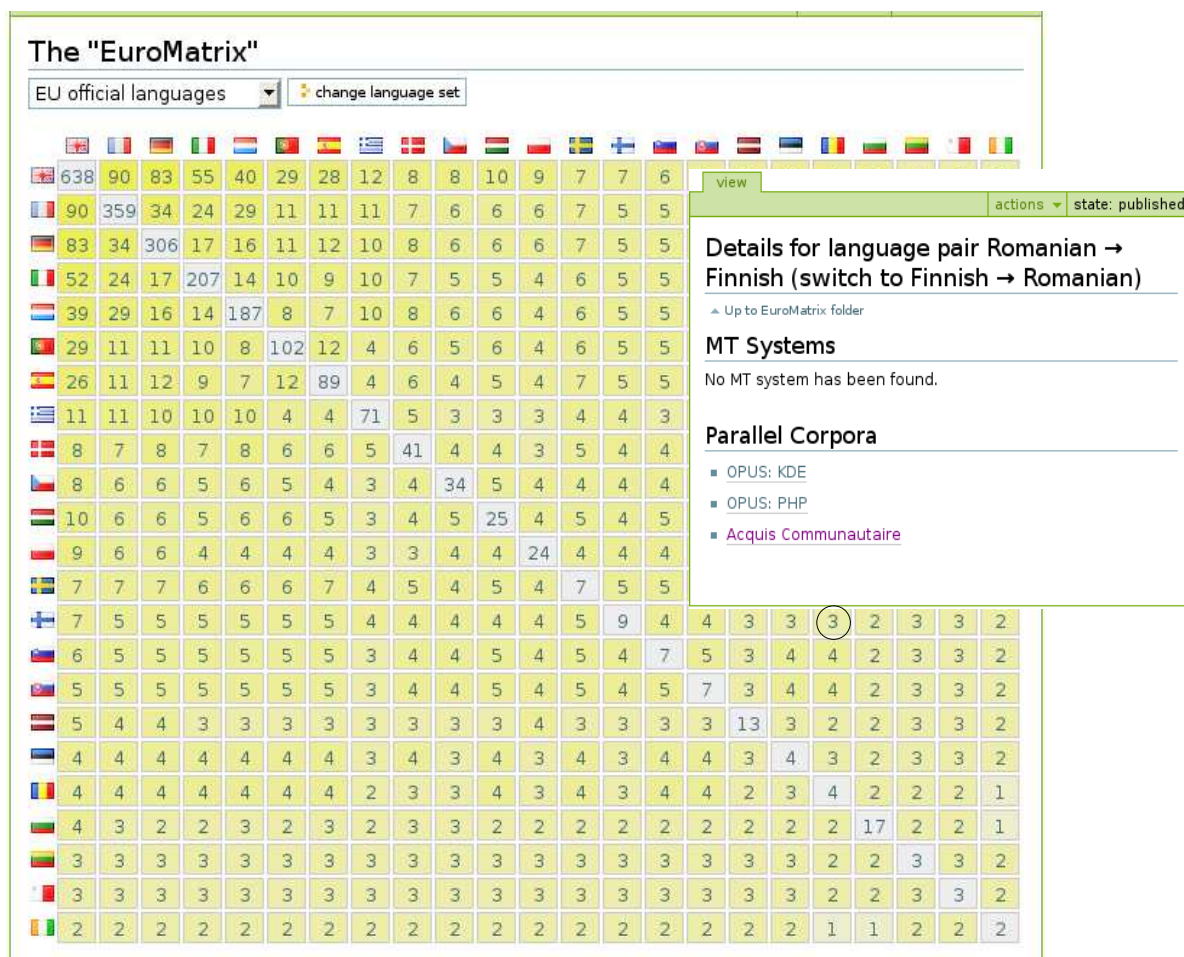 The "EuroMatrix"
EU official languages change language set
638 90 83 55 40 29 28 12 8 8 10 9 7 7 6
90 359 34 24 29 11 11 11 7 6 6 6 7 5 5
83 34 306 17 16 11 12 10 8 6 6 6 7 5 5
52 24 17 207 14 10 9 10 7 5 5 4 6 5 5
39 29 16 14 187 8 7 10 8 6 6 4 6 5 5
29 11 11 10 8 102 12 4 6 5 6 4 6 5 5
26 11 12 9 7 12 89 4 6 4 5 4 7 5 5
11 11 10 10 10 4 4 71 5 3 3 3 4 4 3
8 7 8 7 8 6 6 5 41 4 4 3 5 4 4
8 6 6 5 6 5 4 3 4 34 5 4 4 4 4
10 6 6 5 6 6 5 3 4 5 25 4 5 4 5
9 6 6 4 4 4 4 3 3 4 4 24 4 4 4
7 7 7 6 6 6 7 4 5 4 5 4 7 5 5
7 5 5 5 5 5 5 4 4 4 4 4 5 9 4 4 3 3 3 2 3 3 2
6 5 5 5 5 5 5 3 4 4 5 4 5 4 7 5 3 4 4 2 3 3 2
5 5 5 5 5 5 5 3 4 4 5 4 5 4 5 7 3 4 4 2 3 3 2
5 4 4 3 3 3 3 3 3 3 3 4 3 3 3 3 13 3 2 2 3 3 2
4 4 4 4 4 4 4 3 4 3 4 3 4 3 4 4 3 4 3 2 3 3 2
4 4 4 4 4 4 4 2 3 3 4 3 4 3 4 4 2 3 4 2 2 2 1
4 3 2 2 3 2 3 2 3 3 2 2 2 2 2 2 2 2 2 17 2 2 1
3 3 3 3 3 3 3 3 3 3 3 3 3 3 3 3 3 3 2 2 3 3 2
3 3 3 3 3 3 3 3 3 3 3 3 3 3 3 3 3 3 2 2 3 3 2
2 2 2 2 2 2 2 2 2 2 2 2 2 2 2 2 2 2 1 1 2 2 2
view
actions state: published
Details for language pair Romanian →
Finnish (switch to Finnish → Romanian)
Up to EuroMatrix folder
MT Systems
No MT system has been found.
Parallel Corpora
OPUS: KDE
OPUS: PHP
Acquis Communautaire